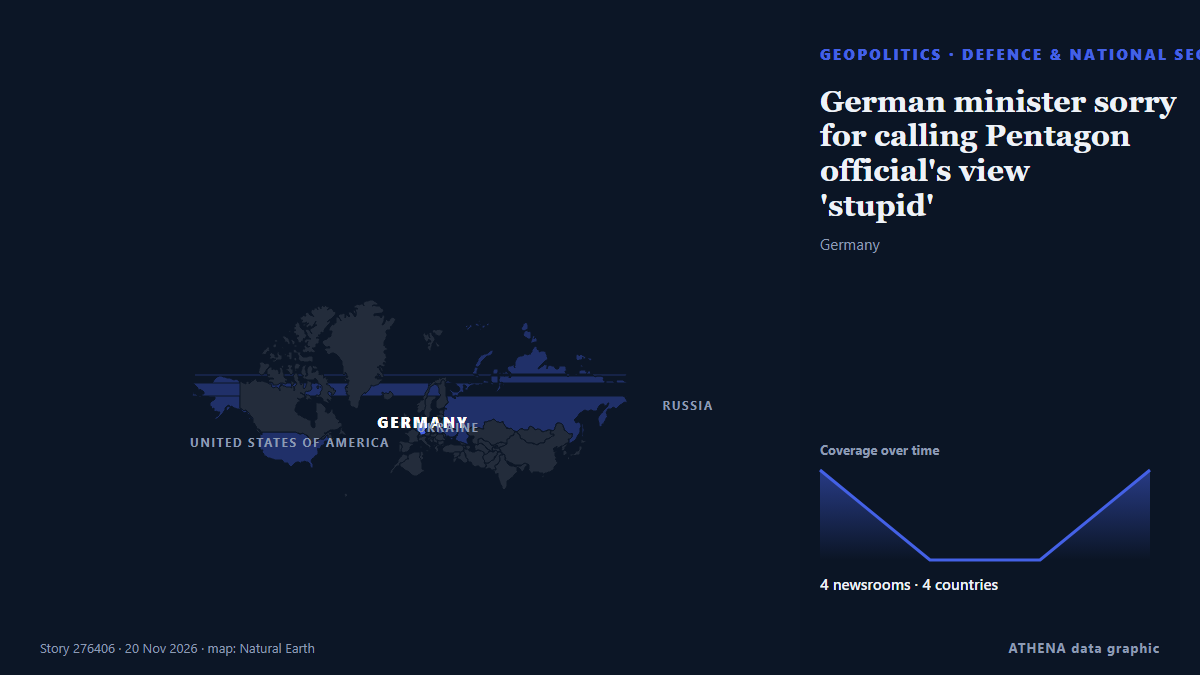 GEOPOLITICS · DEFENCE & NATIONAL
German minister sorry
for calling Pentagon
official's view
'stupid'
Germany
RUSSIA
GERMANY
UKRAINE
UNITED STATES OF AMERICA
Coverage over time
4 newsrooms · 4 countries
Story 276406 · 20 Nov 2026 · map: Natural Earth
ATHENA data graphic